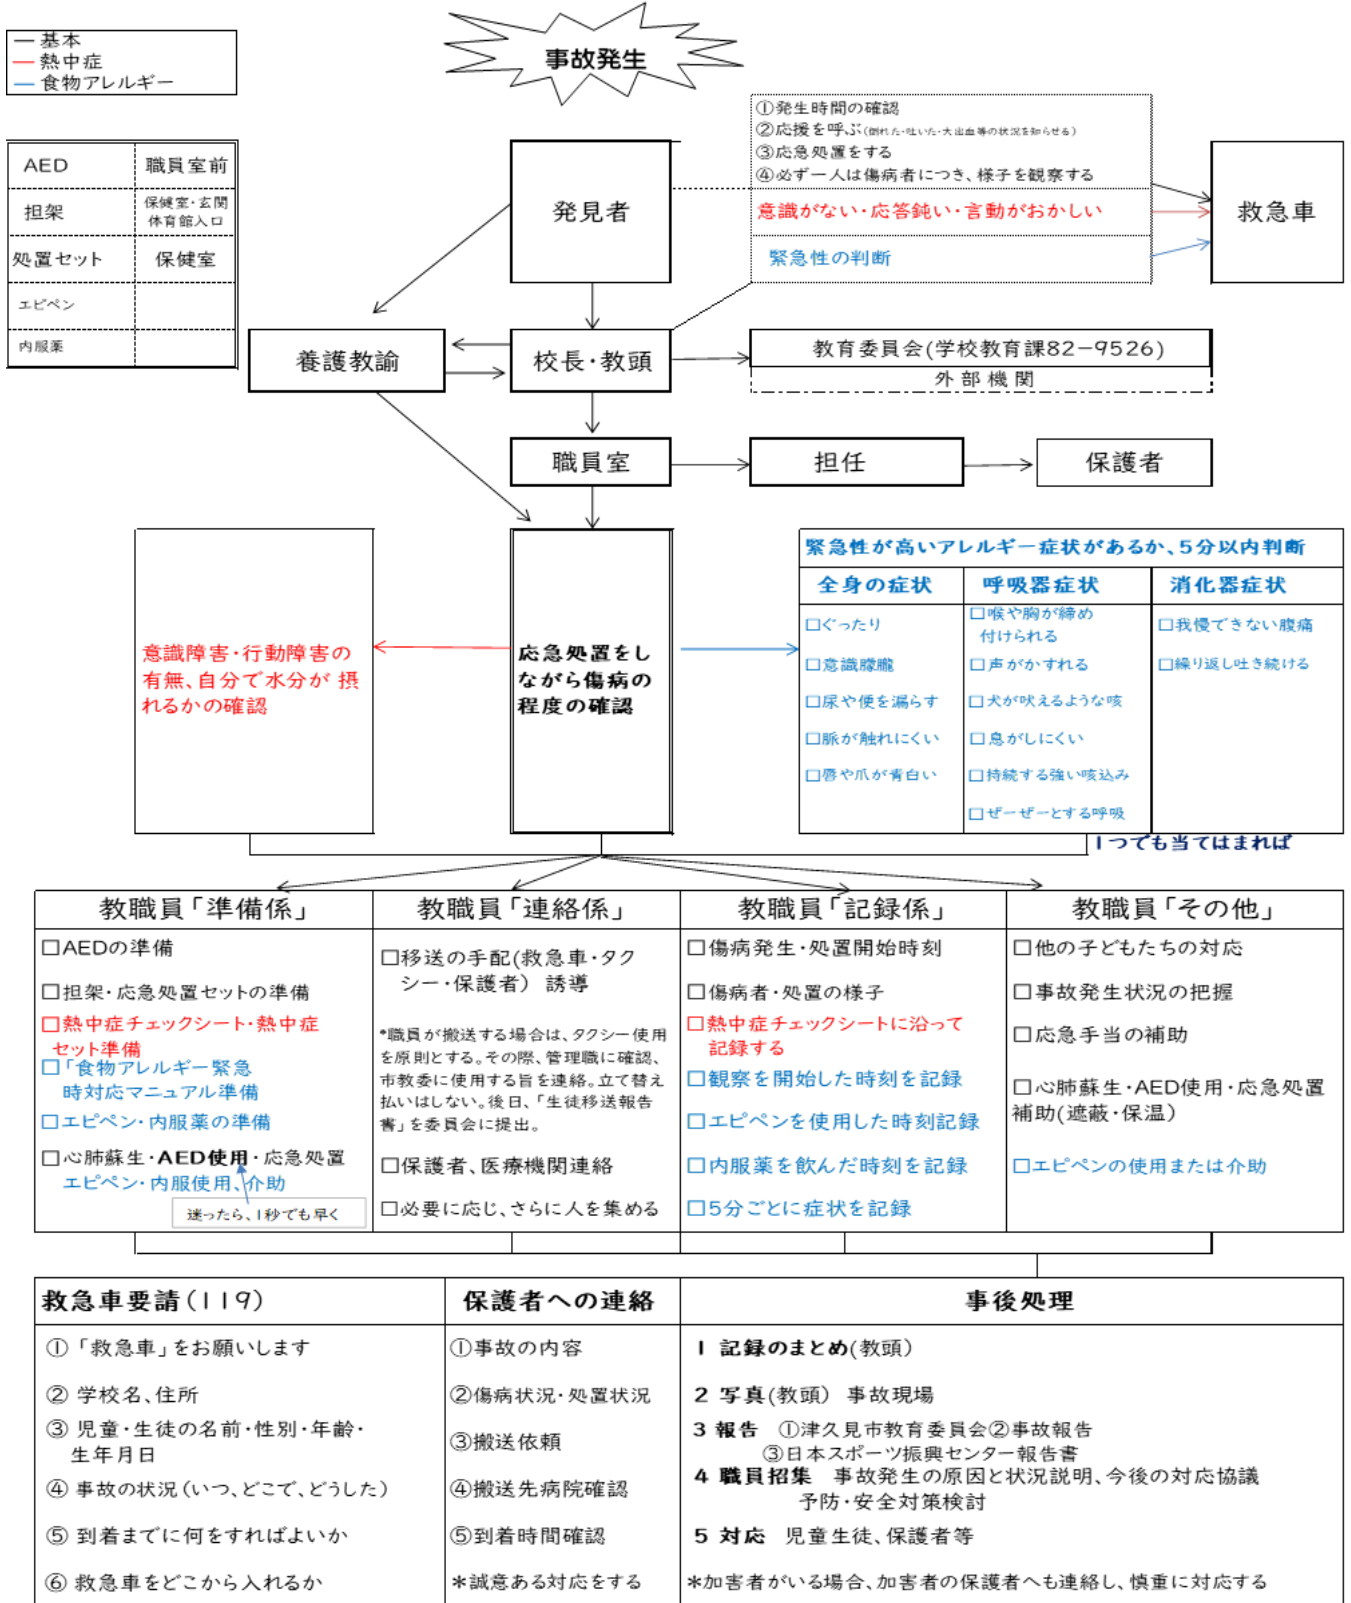 基本
熱中症
食物アレルギー
事故発生
AED
職員室前
担架
保健室・玄関
体育館入口
処置セット
保健室
エピペン
内服薬
発見者
①発生時間の確認
②応援を呼ぶ(倒れた・吐いた・大出血等の状況を知らせる)
③応急処置をする
④必ず一人は傷病者につき、様子を観察する
意識がない・応答鈍い・言動がおかしい
緊急性の判断
救急車
養護教諭
校長・教頭
教育委員会(学校教育課82－9526)
外部機関
職員室
担任
保護者
意識障害・行動障害の
有無、自分で水分が 摂
れるかの確認
応急処置をし
ながら傷病の
程度の確認
緊急性が高いアレルギー症状があるか、5分以内判断
全身の症状
□ぐったり
□意識朦朧
□尿や便を漏らす
□脈が触れにくい
□唇や爪が青白い
呼吸器症状
□喉や胸が締め
付けられる
□声がかすれる
□犬が吠えるような咳
□息がしにくい
□持続する強い咳込み
□ぜーぜーとする呼吸
消化器症状
□我慢できない腹痛
□繰り返し吐き続ける
1つでも当てはまれば
教職員「準備係」
□AEDの準備
□担架・応急処置セットの準備
□熱中症チェックシート・熱中症
セット準備
□「食物アレルギー緊急
時対応マニュアル準備
□エピペン・内服薬の準備
□心肺蘇生・AED使用・応急処置
エピペン・内服使用、介助
迷ったら、1秒でも早く
教職員「連絡係」
□移送の手配(救急車・タク
シー・保護者) 誘導
*職員が搬送する場合は、タクシー使用
を原則とする。その際、管理職に確認、
市教委に使用する旨を連絡。立て替え
払いはしない。後日、「生徒移送報告
書」を委員会に提出。
□保護者、医療機関連絡
□必要に応じ、さらに人を集める
教職員「記録係」
□傷病発生・処置開始時刻
□傷病者・処置の様子
□熱中症チェックシートに沿って
記録する
□観察を開始した時刻を記録
□エピペンを使用した時刻記録
□内服薬を飲んだ時刻を記録
□5分ごとに症状を記録
教職員「その他」
□他の子どもたちの対応
□事故発生状況の把握
□応急手当の補助
□心肺蘇生・AED使用・応急処置
補助(遮蔽・保温)
□エピペンの使用または介助
救急車要請(119)
①「救急車」をお願いします
② 学校名、住所
③ 児童・生徒の名前・性別・年齢・
生年月日
④ 事故の状況(いつ、どこで、どうした)
⑤ 到着までに何をすればよいか
⑥ 救急車をどこから入れるか
保護者への連絡
①事故の内容
②傷病状況・処置状況
③搬送依頼
④搬送先病院確認
⑤到着時間確認
*誠意ある対応をする
事後処理
1 記録のまとめ(教頭)
2 写真(教頭) 事故現場
3 報告 ①津久見市教育委員会②事故報告
③日本スポーツ振興センター報告書
4 職員招集 事故発生の原因と状況説明、今後の対応協議
予防・安全対策検討
5 対応 児童生徒、保護者等
*加害者がいる場合、加害者の保護者へも連絡し、慎重に対応する